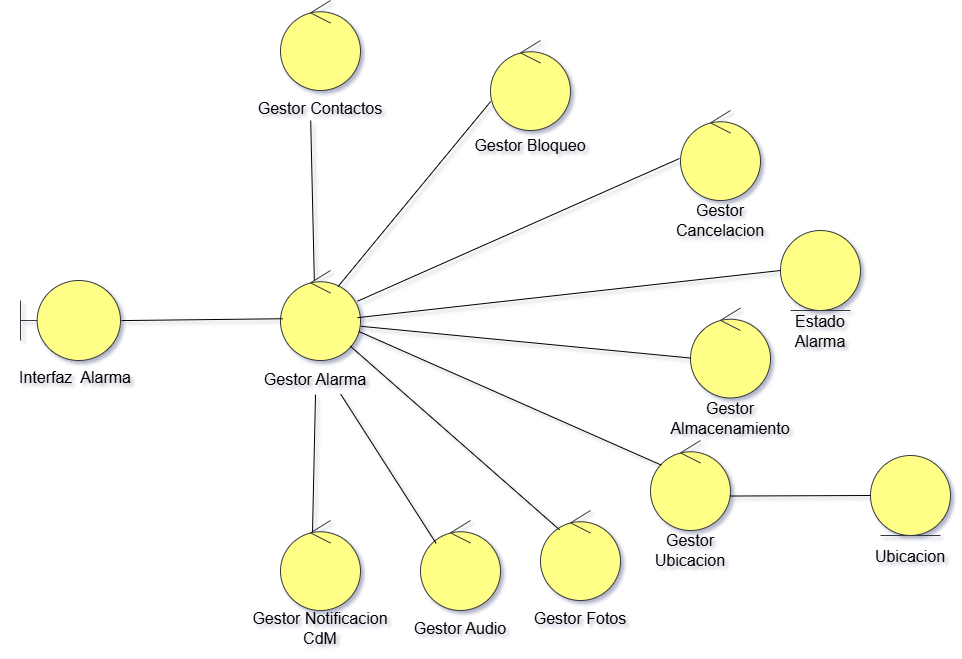 Gestor Contactos
Gestor Bloqueo
Gestor
Cancelacion
Estado
Alarma
Interfaz  Alarma
Gestor Alarma
Gestor
Almacenamiento
Gestor
Ubicacion
Ubicacion
Gestor Notificacion
CdM
Gestor Audio
Gestor Fotos